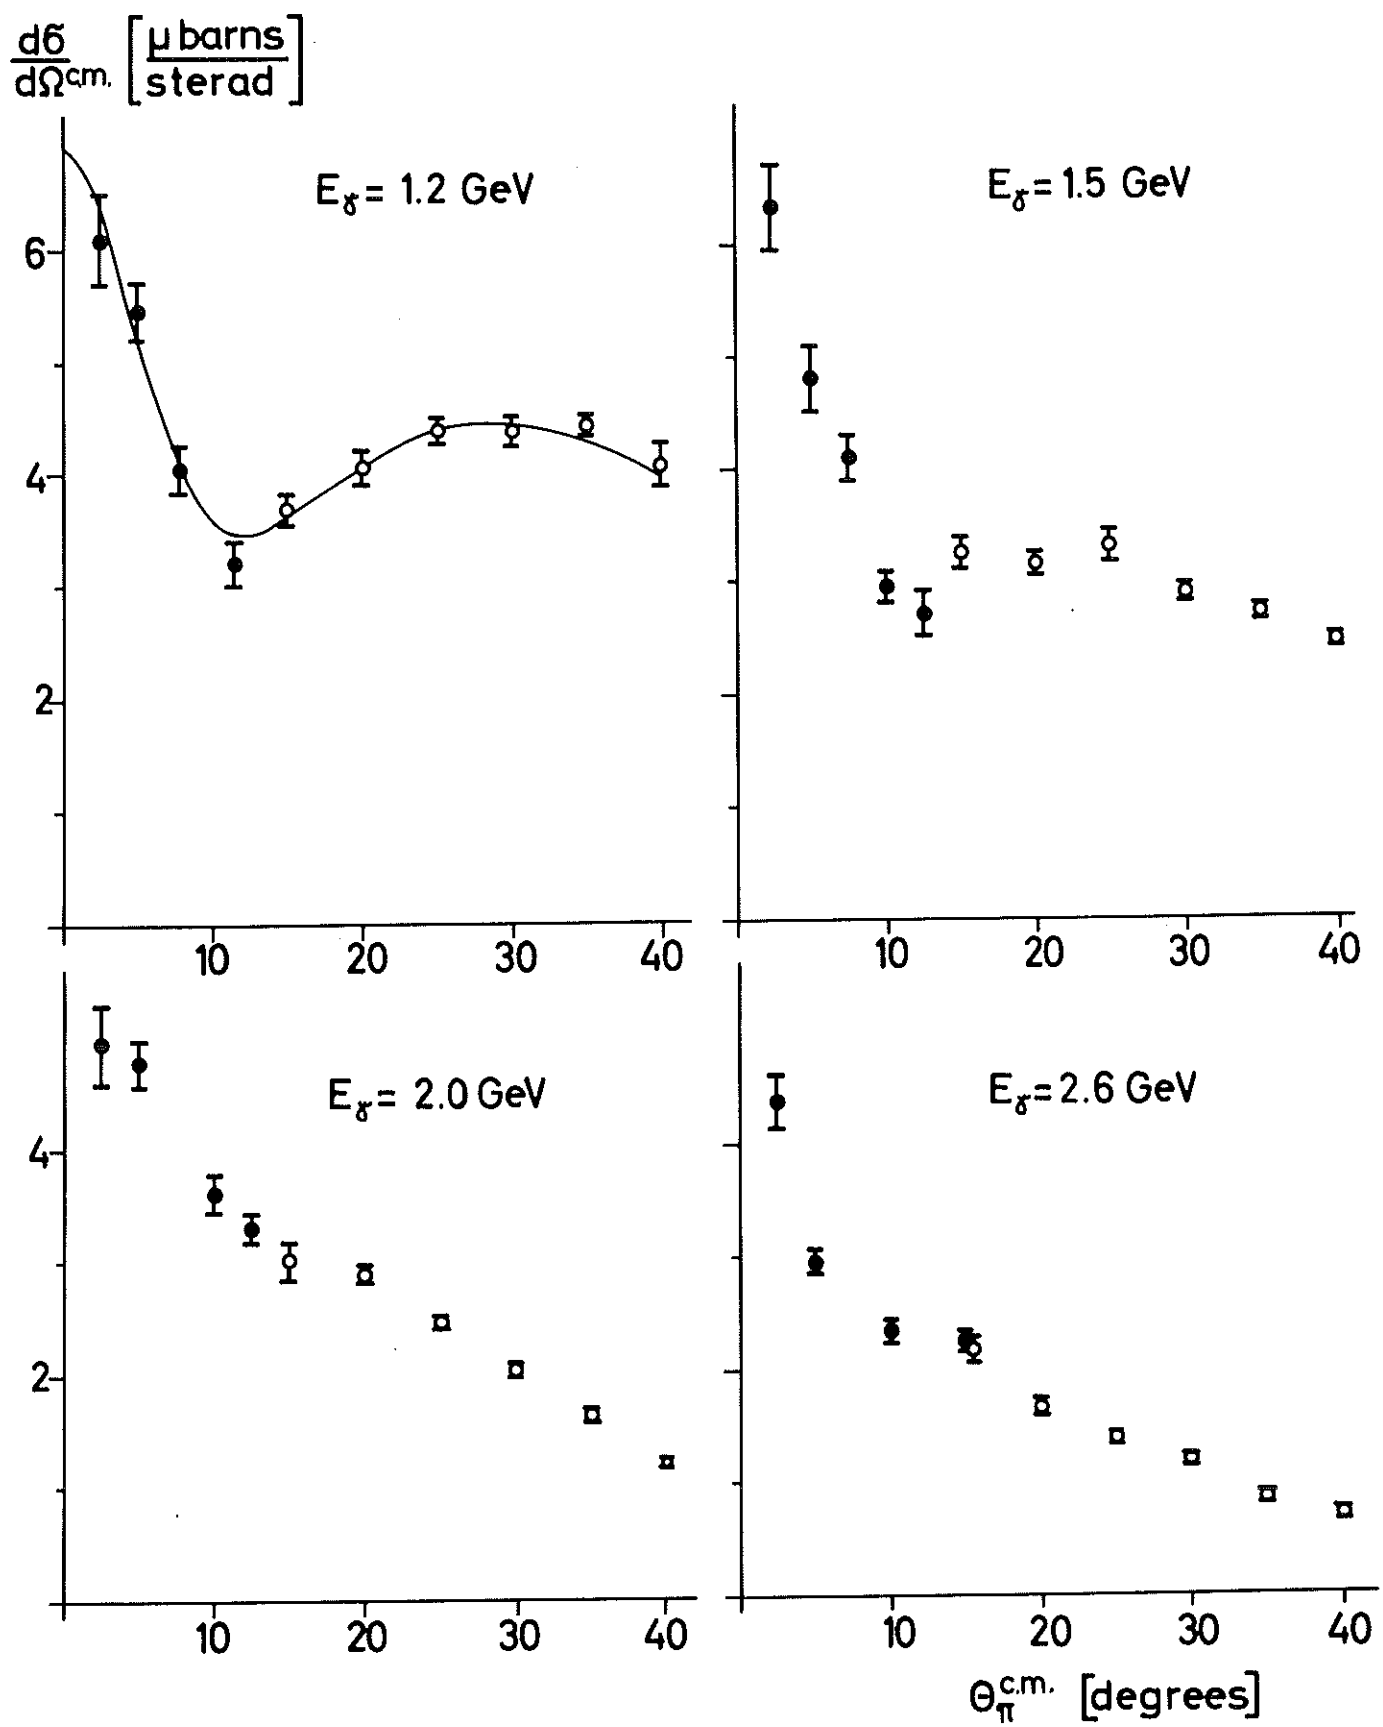 dσ/dΩ c.m. [μ barns/sterad]
E_γ = 1.2 GeV
6
4
2
10 20 30 40
E_γ = 1.5 GeV
10 20 30 40
E_γ = 2.0 GeV
4
2
10 20 30 40
E_γ = 2.6 GeV
10 20 30 40
Θ_π^c.m. [degrees]